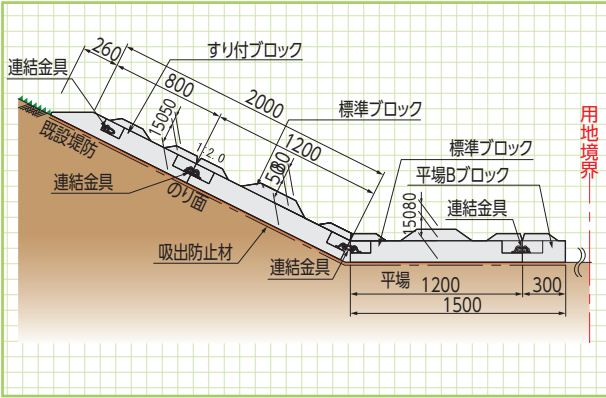 260
すり付ブロック
連結金具
800
2000
標準ブロック
1200
既設堤防
1:2.0
連結金具
のり面
吸出防止材
連結金具
標準ブロック
平場Bブロック
連結金具
用地境界
平場
1200
300
1500